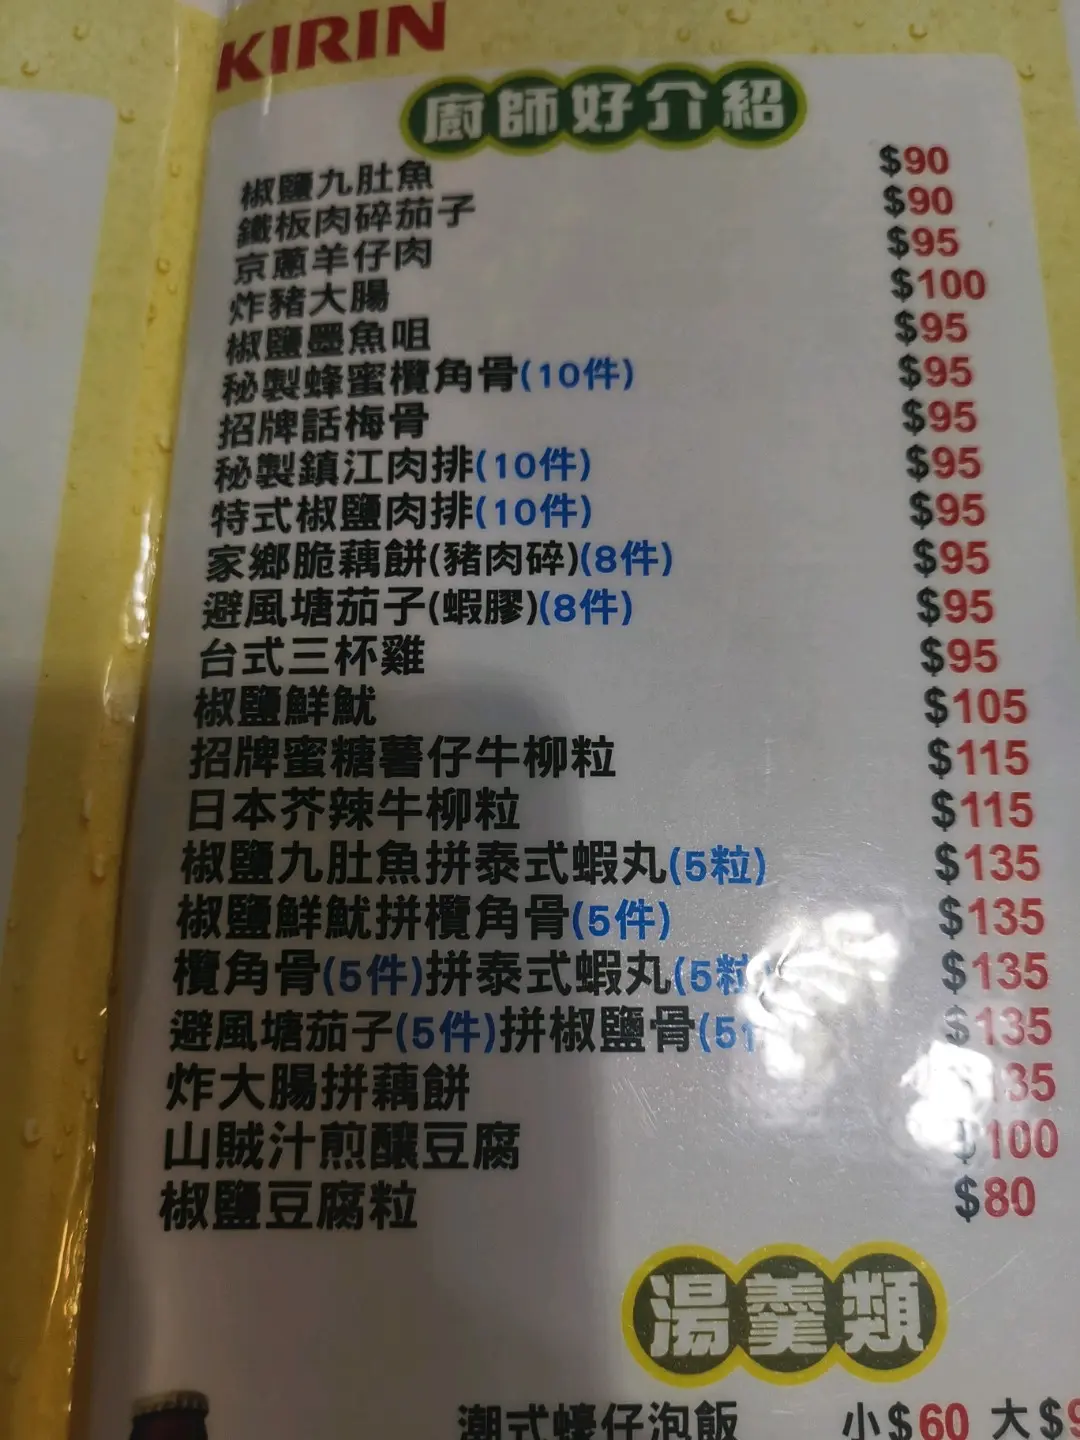 KIRIN
廚師好介紹
椒鹽九肚魚 $90
鐵板肉碎茄子 $90
京蔥羊仔肉 $95
炸豬大腸 $100
椒鹽墨魚咀 $95
秘製蜂蜜欖角骨(10件) $95
招牌話梅骨 $95
秘製鎮江肉排(10件) $95
特式椒鹽肉排(10件) $95
家鄉脆藕餅(豬肉碎)(8件) $95
避風塘茄子(蝦膠)(8件) $95
台式三杯雞 $95
椒鹽鮮魷 $105
招牌蜜糖薯仔牛柳粒 $115
日本芥辣牛柳粒 $115
椒鹽九肚魚拼泰式蝦丸(5粒) $135
椒鹽鮮魷拼欖角骨(5件) $135
欖角骨(5件)拼泰式蝦丸(5粒) $135
避風塘茄子(5件)拼椒鹽骨(5 $135
炸大腸拼藕餅 $135
山賊汁煎釀豆腐 $100
椒鹽豆腐粒 $80
湯羹類
潮式蠔仔泡飯 小$60 大$